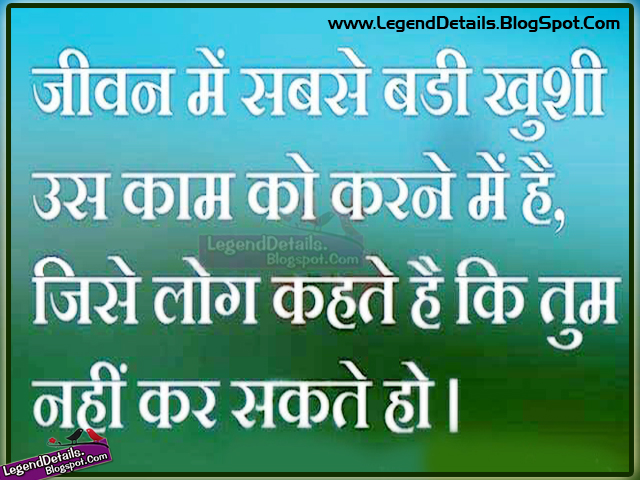 www.LegendDetails.BlogSpot.Com
जीवन में सबसे बडी खुशी
उस काम को करने में है,
LegendDetails.
Blogspot.Com
जिसे लोग कहते है कि तुम
नहीं कर सकते हो।
LegendDetails.
Blogspot.Com